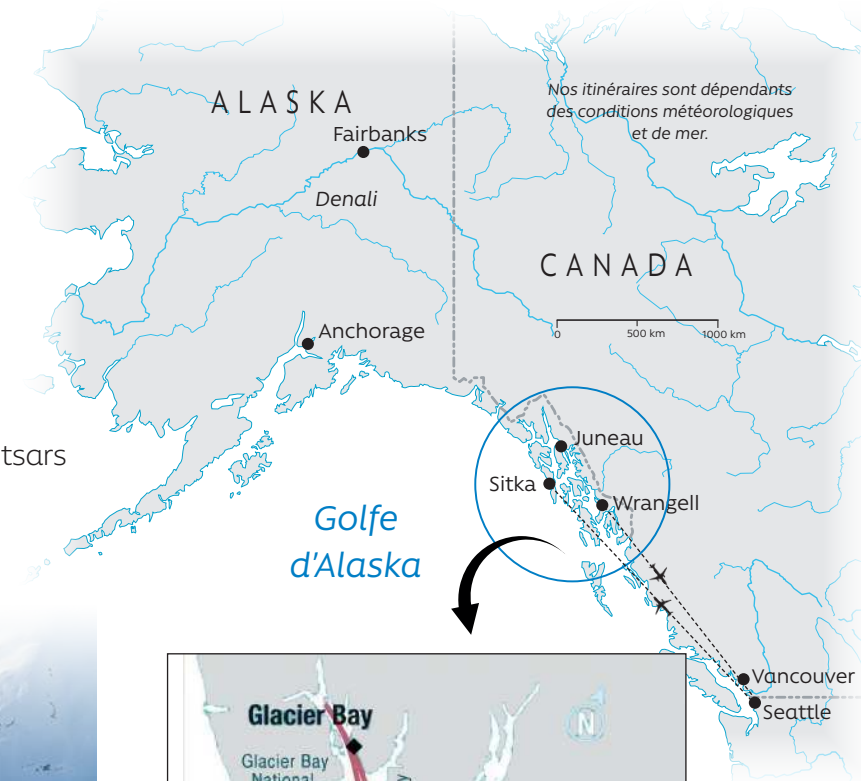 ALASKA
Nos itinéraires sont dépendants
des conditions météorologiques
et de mer.
Fairbanks
Denali
CANADA
0 500 km 1000 km
Anchorage
Juneau
tsars
Sitka
Wrangell
Golfe
d'Alaska
Vancouver
Seattle
Glacier Bay
N
Glacier Bay
National